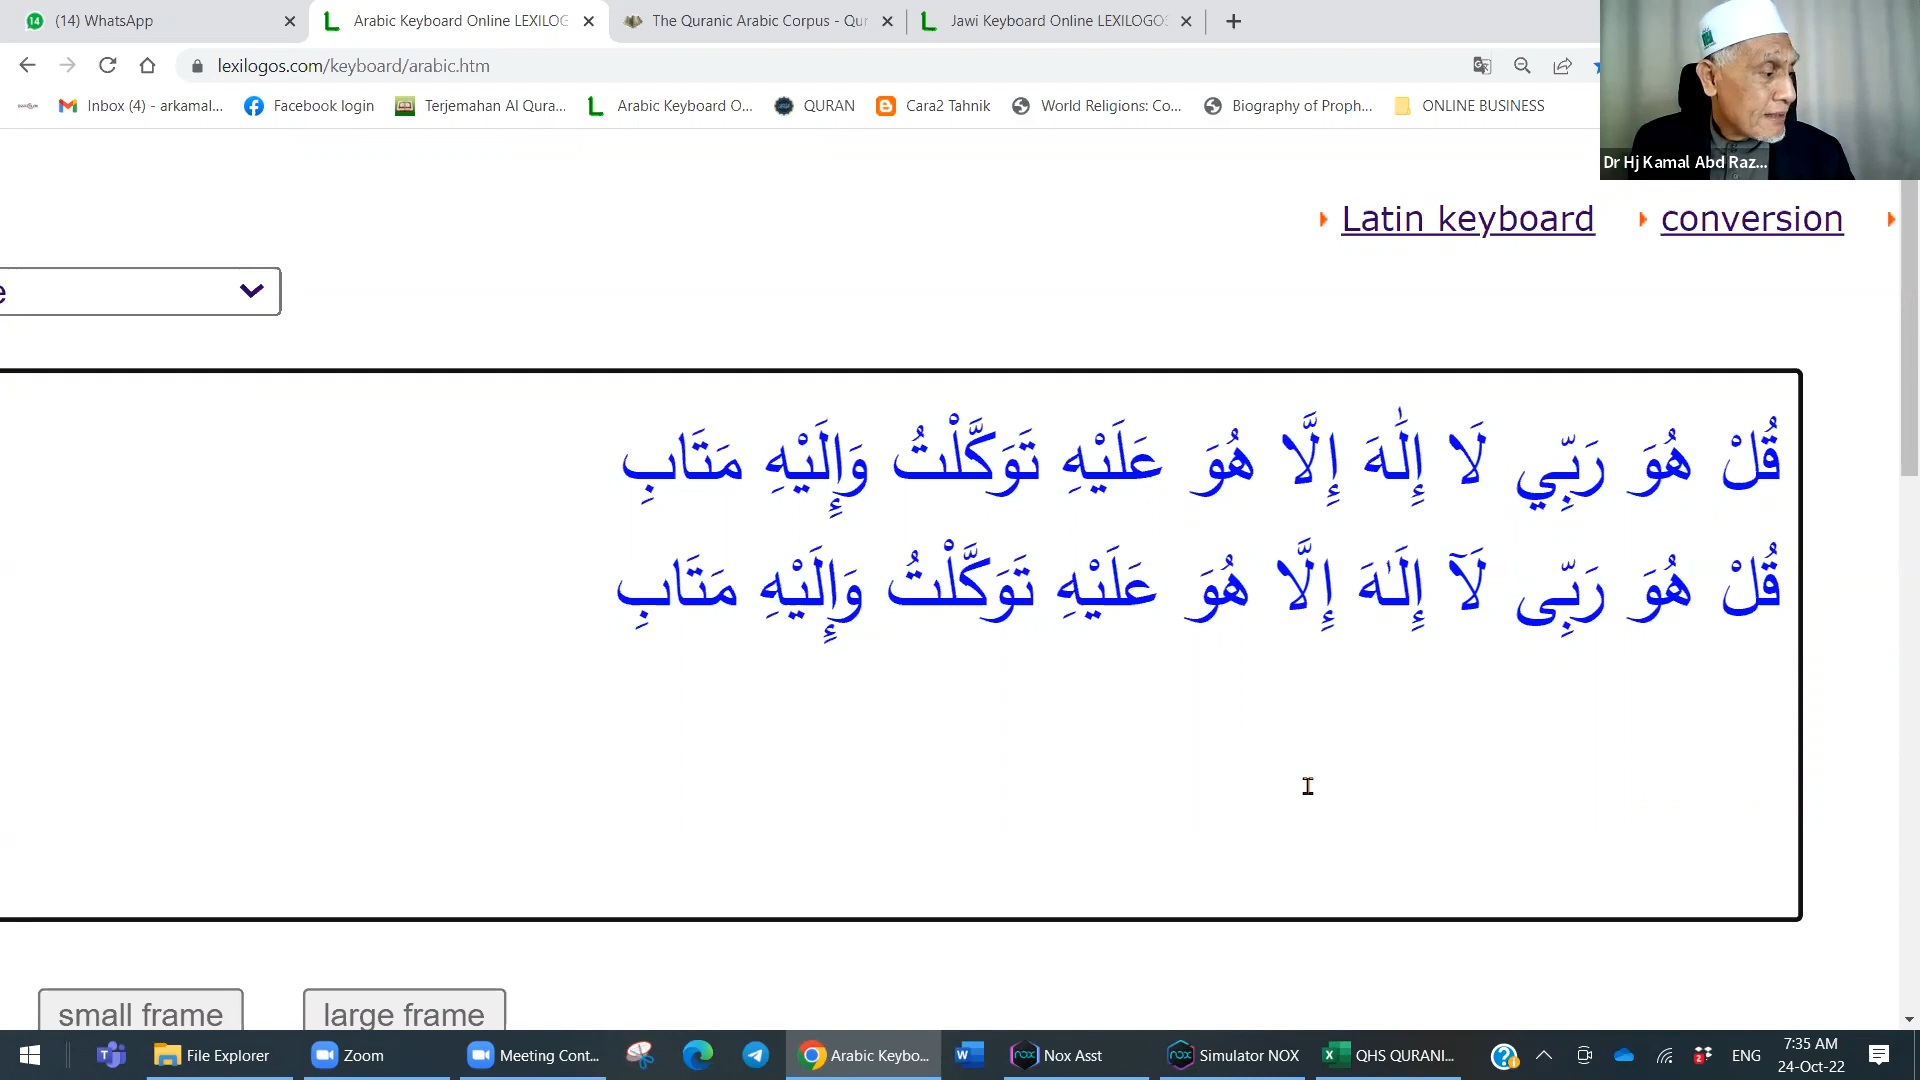 (14) WhatsApp
Arabic Keyboard Online LEXILOG
The Quranic Arabic Corpus - Qu
Jawi Keyboard Online LEXILOGOS
lexilogos.com/keyboard/arabic.htm
Inbox (4) - arkamal...
Facebook login
Terjemahan Al Qura...
Arabic Keyboard O...
QURAN
Cara2 Tahnik
World Religions: Co...
Biography of Proph...
ONLINE BUSINESS
Dr Hj Kamal Abd Raz...
Latin keyboard
conversion
e
قُلْ هُوَ رَبِّي لَا إِلَٰهَ إِلَّا هُوَ عَلَيْهِ تَوَكَّلْتُ وَإِلَيْهِ مَتَابِ
قُلْ هُوَ رَبِّى لَآ إِلَـٰهَ إِلَّا هُوَ عَلَيْهِ تَوَكَّلْتُ وَإِلَيْهِ مَتَابِ
small frame
large frame
File Explorer
Zoom
Meeting Cont...
Arabic Keybo...
Nox Asst
Simulator NOX
QHS QURANI...
ENG
7:35 AM
24-Oct-22